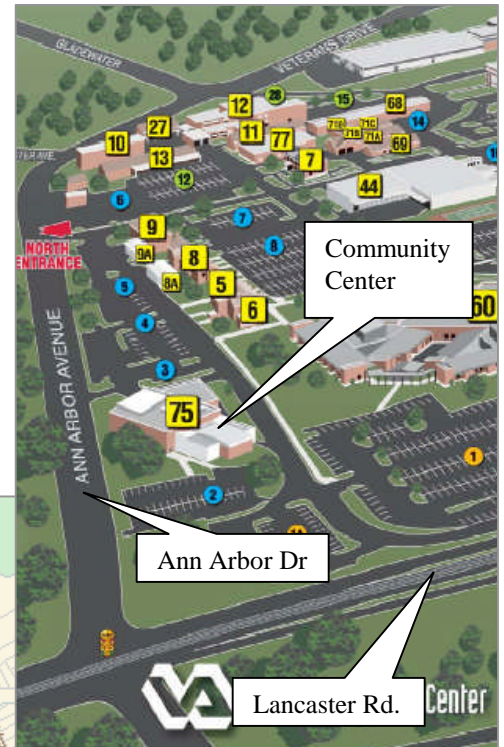 GLADEWATER
VETERANS DRIVE
12
28
15
68
10
27
11
77
71C
71B
71A
14
13
7
69
12
44
6
9
7
NORTH
ENTRANCE
9A
8
8
8A
5
5
6
4
Community
Center
60
3
ANN ARBOR AVENUE
75
1
2
Ann Arbor Dr
Lancaster Rd.
Center